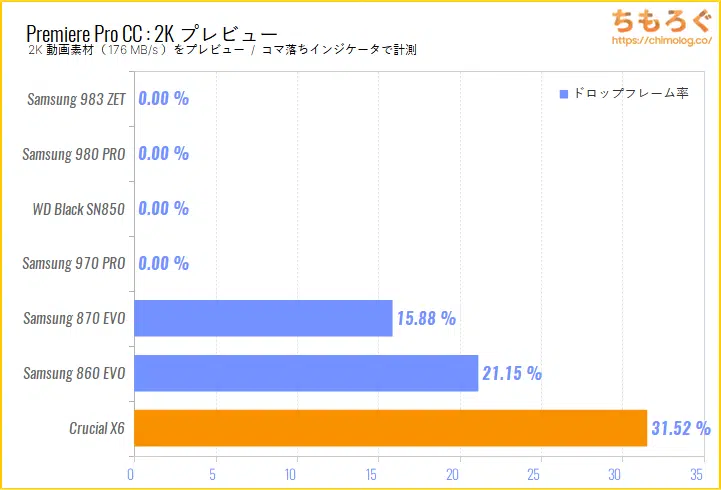 Premiere Pro CC : 2K プレビュー
2K 動画素材（176 MB/s）をプレビュー / コマ落ちインジケータで計測
ちもろぐ
https://chimolog.co/
ドロップフレーム率
Samsung 983 ZET 0.00 %
Samsung 980 PRO 0.00 %
WD Black SN850 0.00 %
Samsung 970 PRO 0.00 %
Samsung 870 EVO 15.88 %
Samsung 860 EVO 21.15 %
Crucial X6 31.52 %
0 5 10 15 20 25 30 35